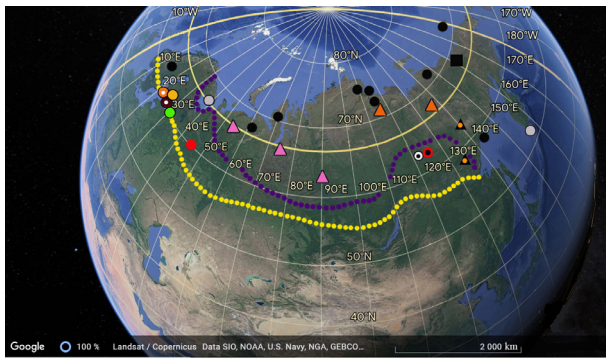 10°W
170°W
180°W
80°N
170°E
10°E
160°E
20°E
150°E
30°E
70°N
140°E
40°E
50°E
130°E
60°E
120°E
70°E
80°E
90°E
100°E
110°E
50°N
40°N
Google 100 % Landsat / Copernicus Data SIO, NOAA, U.S. Navy, NGA, GEBCO... 2 000 km